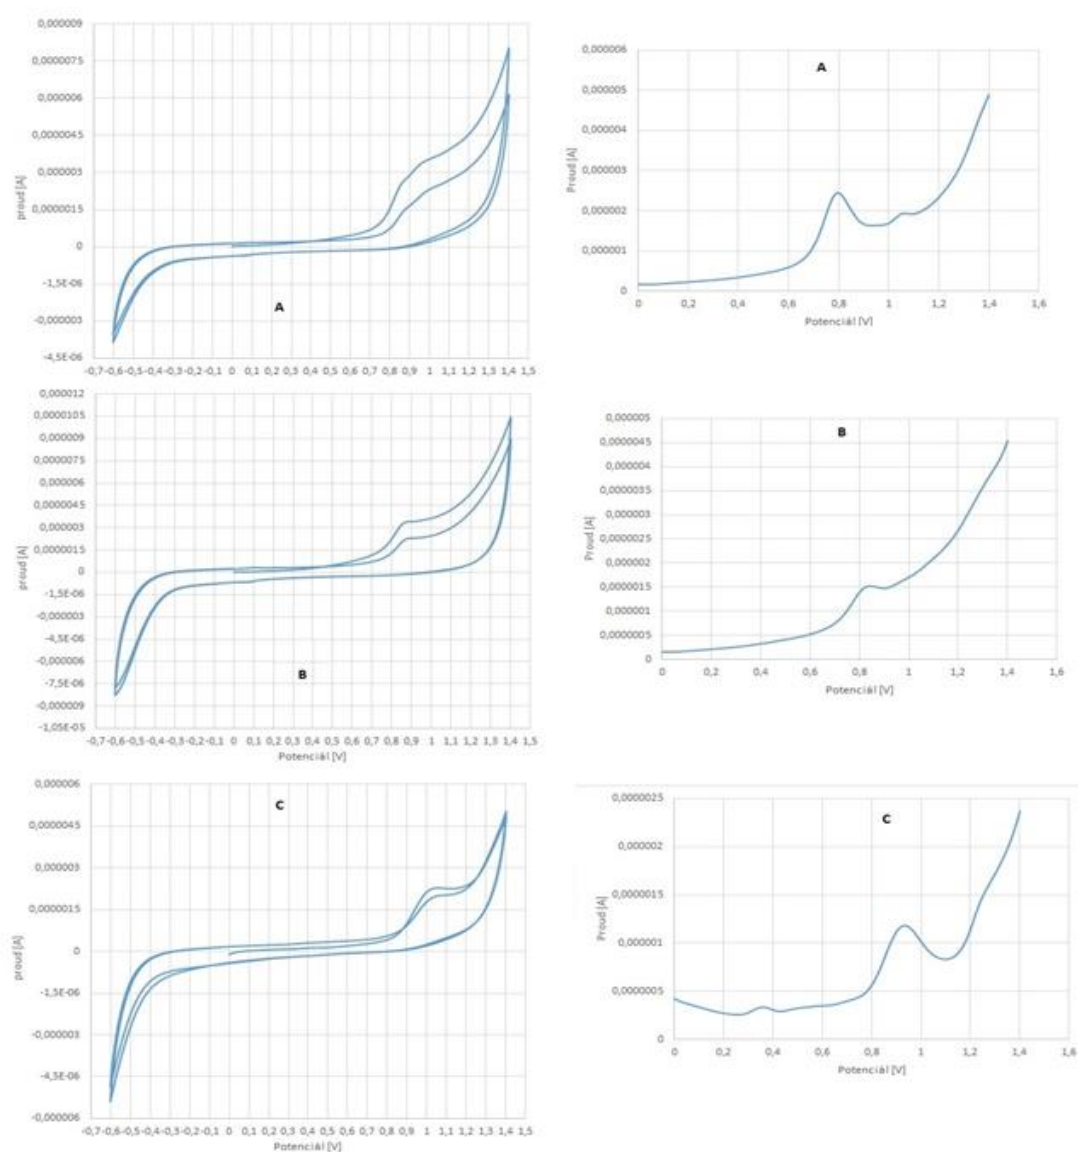 0,000009
0,0000075
0,000006
0,0000045
0,000003
0,0000015
0
-1,5E-06
-0,000003
-4,5E-06
proud [A]
A
-0,7-0,6-0,5-0,4-0,3-0,2-0,1 0 0,1 0,2 0,3 0,4 0,5 0,6 0,7 0,8 0,9 1 1,1 1,2 1,3 1,4 1,5
0,000006
0,000005
0,000004
0,000003
0,000002
0,000001
0
Proud [A]
A
0 0,2 0,4 0,6 0,8 1 1,2 1,4 1,6
Potenciál [V]
0,000012
0,0000105
0,000009
0,0000075
0,000006
0,0000045
0,000003
0,0000015
0
-1,5E-06
-0,000003
-4,5E-06
-0,000006
-7,5E-06
-0,000009
-1,05E-05
proud [A]
B
-0,7-0,6-0,5-0,4-0,3-0,2-0,1 0 0,1 0,2 0,3 0,4 0,5 0,6 0,7 0,8 0,9 1 1,1 1,2 1,3 1,4 1,5
Potenciál [V]
0,000005
0,0000045
0,000004
0,0000035
0,000003
0,0000025
0,000002
0,0000015
0,000001
0,0000005
0
Proud [A]
B
0 0,2 0,4 0,6 0,8 1 1,2 1,4 1,6
Potenciál [V]
0,000006
0,0000045
0,000003
0,0000015
0
-1,5E-06
-0,000003
-4,5E-06
-0,000006
proud [A]
C
-0,7-0,6-0,5-0,4-0,3-0,2-0,1 0 0,1 0,2 0,3 0,4 0,5 0,6 0,7 0,8 0,9 1 1,1 1,2 1,3 1,4 1,5
Potenciál [V]
0,0000025
0,000002
0,0000015
0,000001
0,0000005
0
Proud [A]
C
0 0,2 0,4 0,6 0,8 1 1,2 1,4 1,6
Potenciál [V]